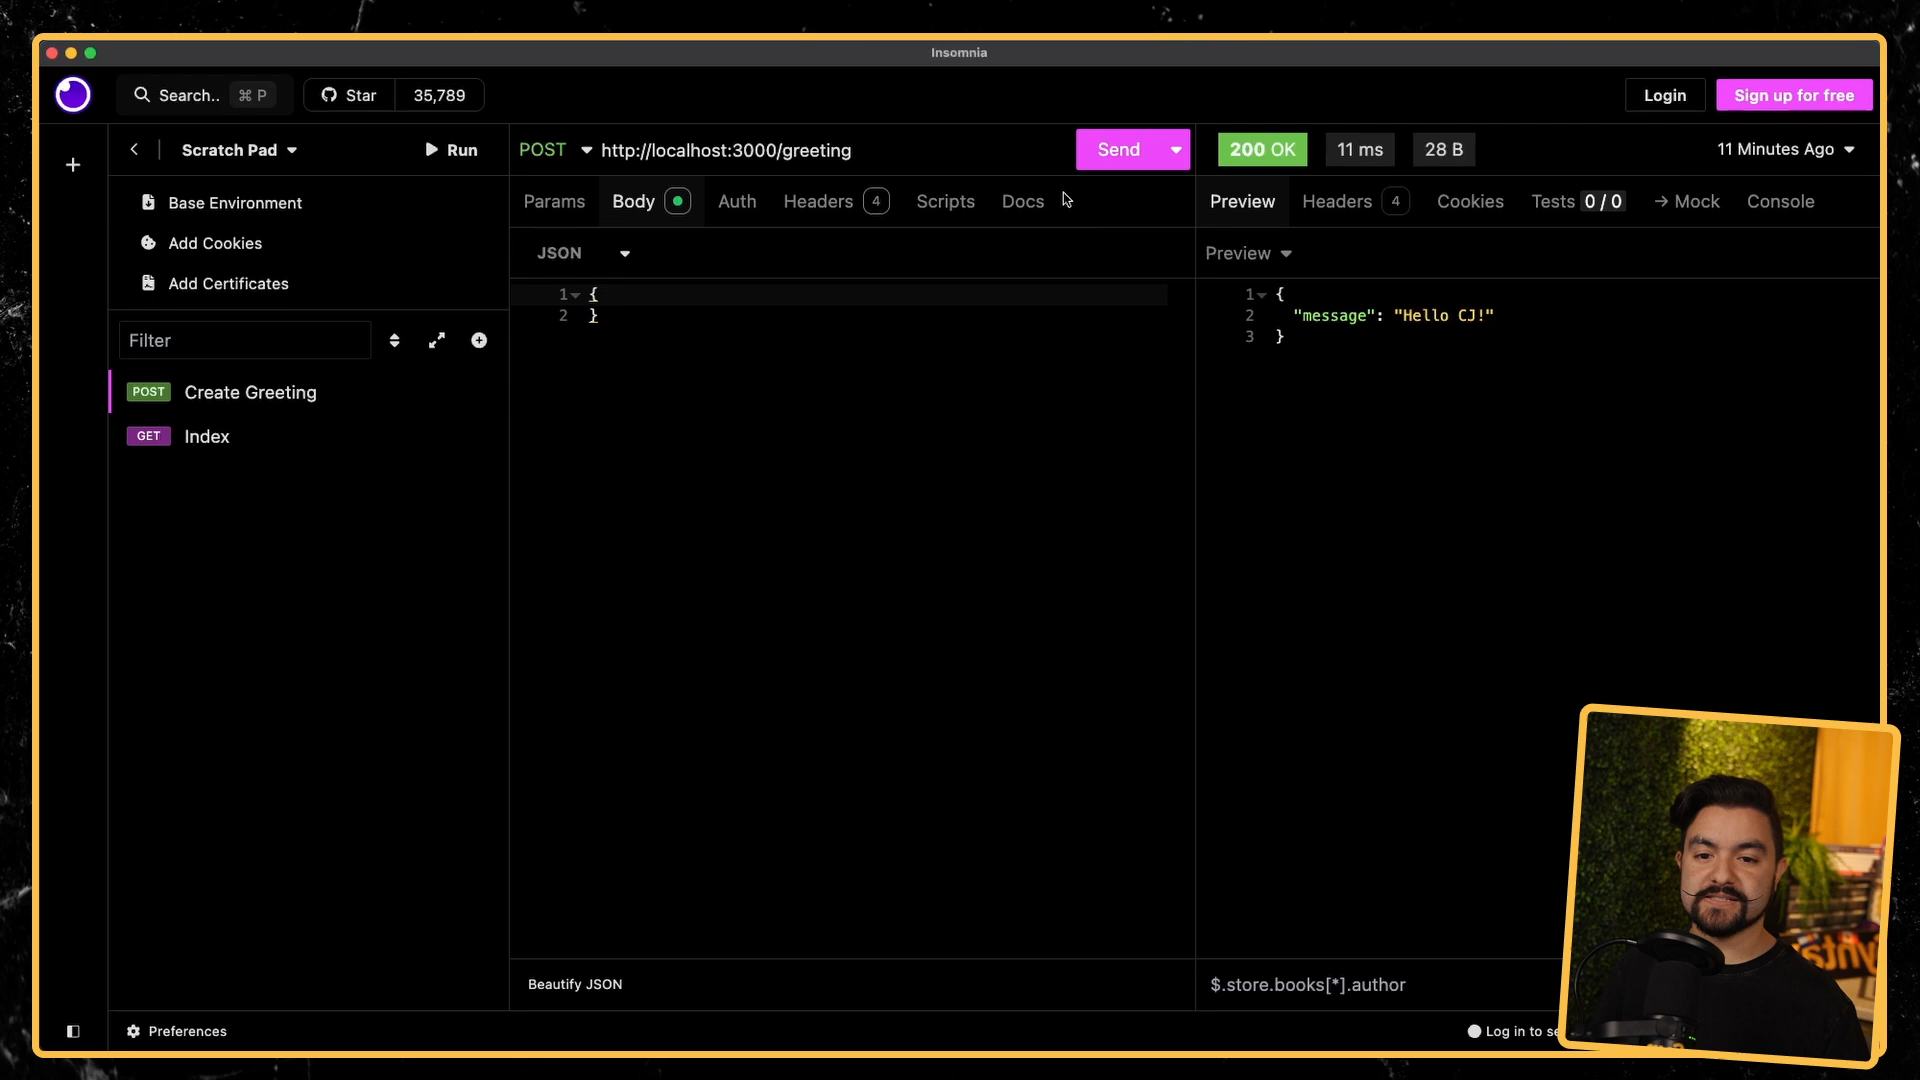 Insomnia
Search.. ⌘ P
Star 35,789
Login
Sign up for free
Scratch Pad
Run
Base Environment
Add Cookies
Add Certificates
Filter
POST Create Greeting
GET Index
POST http://localhost:3000/greeting
Send
Params Body Auth Headers 4 Scripts Docs
JSON
1 {
2 }
Beautify JSON
200 OK 11 ms 28 B
11 Minutes Ago
Preview Headers 4 Cookies Tests 0 / 0 → Mock Console
Preview
1 {
2 "message": "Hello CJ!"
3 }
$.store.books[*].author
Preferences
Log in to se